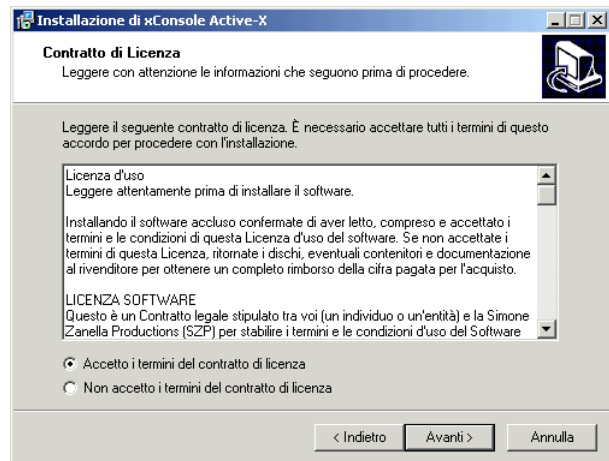 Installazione di xConsole Active-X
Contratto di Licenza
Leggere con attenzione le informazioni che seguono prima di procedere.
Leggere il seguente contratto di licenza. È necessario accettare tutti i termini di questo
accordo per procedere con l'installazione.
Licenza d'uso
Leggere attentamente prima di installare il software.
Installando il software accluso confermate di aver letto, compreso e accettato i
termini e le condizioni di questa Licenza d'uso del software. Se non accettate i
termini di questa Licenza, ritornate i dischi, eventuali contenitori e documentazione
al rivenditore per ottenere un completo rimborso della cifra pagata per l'acquisto.
LICENZA SOFTWARE
Questo è un Contratto legale stipulato tra voi (un individuo o un'entità) e la Simone
Zanella Productions (SZP) per stabilire i termini e le condizioni d'uso del Software
Accetto i termini del contratto di licenza
Non accetto i termini del contratto di licenza
< Indietro
Avanti >
Annulla